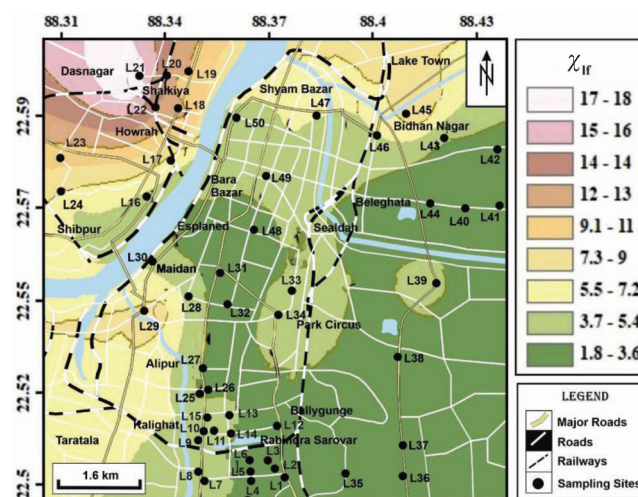 88.31 88.34 88.37 88.4 88.43
22.59
22.57
22.55
22.52
22.5
Dasnagar
L21
L20
L19
Shalkiya
L22
L18
Howrah
L23
L17
L24
L16
Shibpur
Shyam Bazar
Lake Town
L47
L45
Bidhan Nagar
L50
L46
L43
L42
Bara
Bazar
L49
Beleghata
L44
L40
L41
Esplaned
L48
Sealdah
L30
Maidan
L31
L33
L39
L28
L32
L34
L29
Park Circus
L27
Alipur
L38
L26
L25
Kalighat
L15
L13
Ballygunge
L10
L14
L12
L9
L11
Rabindra Sarovar
Taratala
L37
L6
L3
L8
L5
L2
L7
L4
L1
L35
L36
1.6 km
N
χlf
17 - 18
15 - 16
14 - 14
12 - 13
9.1 - 11
7.3 - 9
5.5 - 7.2
3.7 - 5.4
1.8 - 3.6
LEGEND
Major Roads
Roads
Railways
Sampling Sites